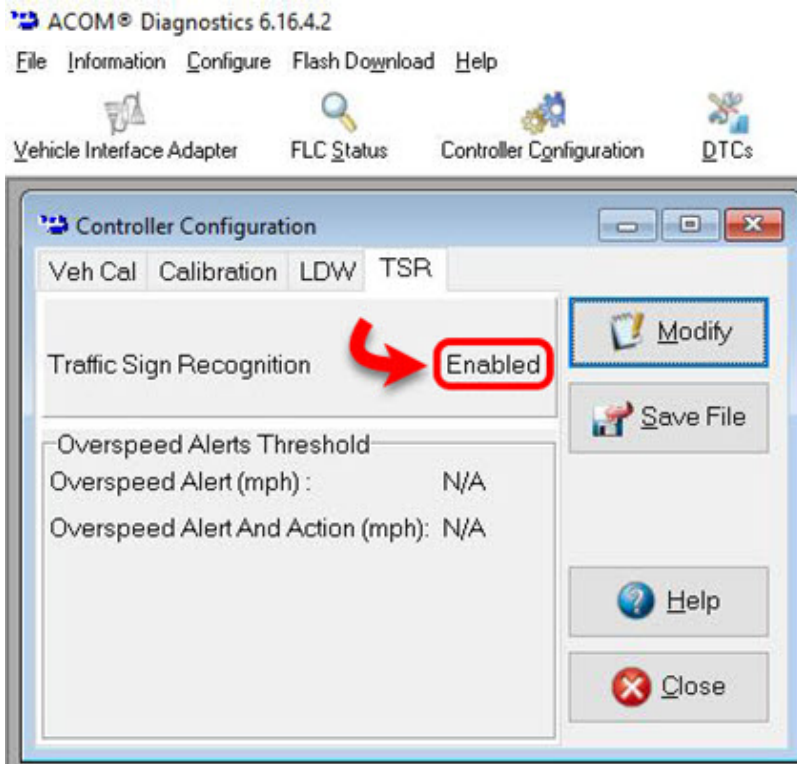 ACOM® Diagnostics 6.16.4.2
File Information Configure Flash Download Help
Vehicle Interface Adapter FLC Status Controller Configuration DTCs
Controller Configuration
Veh Cal Calibration LDW TSR
Traffic Sign Recognition Enabled
Modify
Save File
Overspeed Alerts Threshold
Overspeed Alert (mph) : N/A
Overspeed Alert And Action (mph): N/A
Help
Close